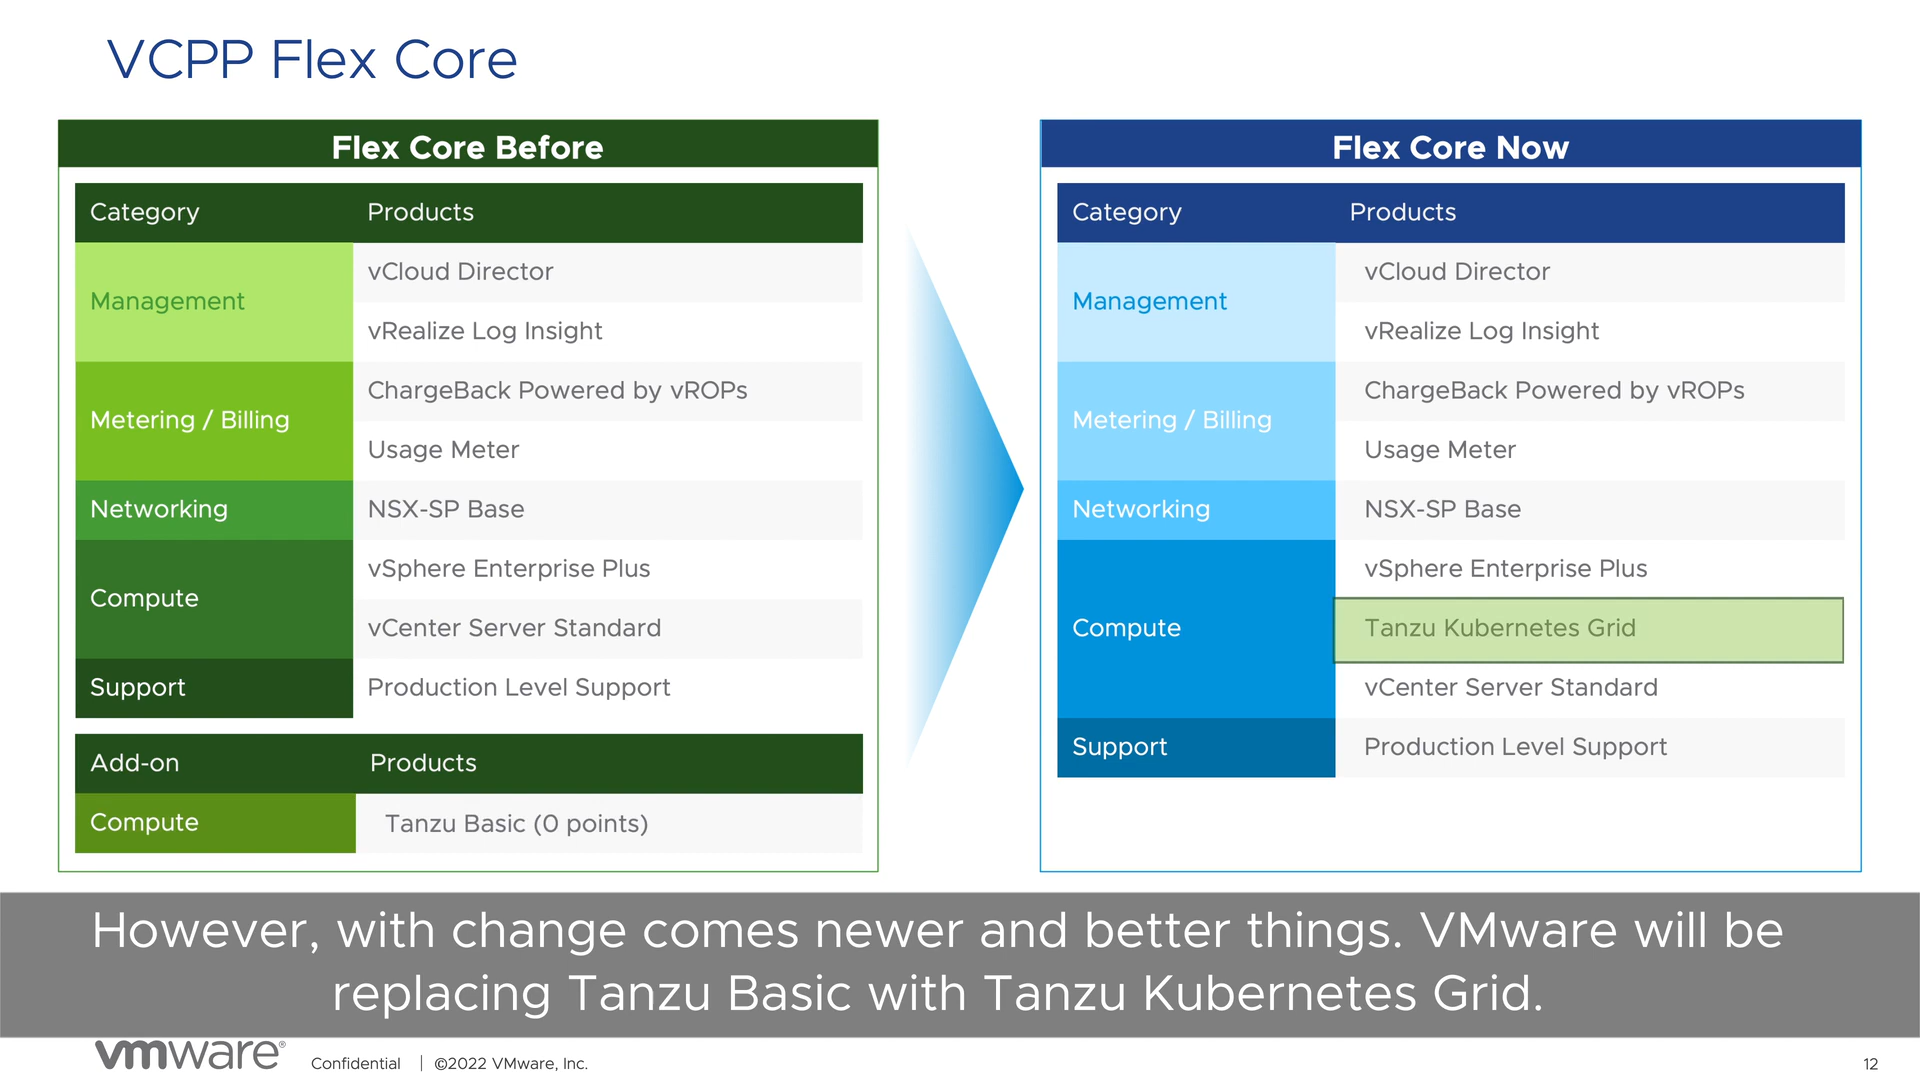 VCPP Flex Core
Flex Core Before
Category Products
Management
vCloud Director
vRealize Log Insight
Metering / Billing
ChargeBack Powered by vROPs
Usage Meter
Networking NSX-SP Base
Compute
vSphere Enterprise Plus
vCenter Server Standard
Support Production Level Support
Add-on Products
Compute Tanzu Basic (0 points)
Flex Core Now
Category Products
Management
vCloud Director
vRealize Log Insight
Metering / Billing
ChargeBack Powered by vROPs
Usage Meter
Networking NSX-SP Base
Compute
vSphere Enterprise Plus
Tanzu Kubernetes Grid
vCenter Server Standard
Support Production Level Support
However, with change comes newer and better things. VMware will be
replacing Tanzu Basic with Tanzu Kubernetes Grid.
vmware® Confidential | ©2022 VMware, Inc. 12